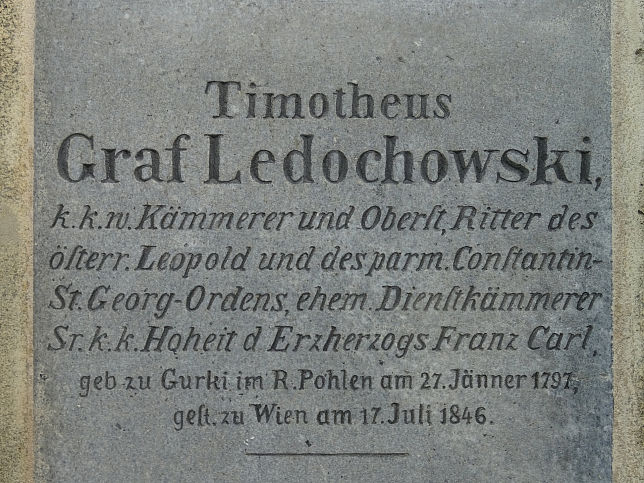 Timotheus
Graf Ledochowski,
k.k.w. Kämmerer und Oberſt, Ritter des
öſterr. Leopold und des parm. Conſtantin-
St. Georg-Ordens, ehem. Dienſtkämmerer
Sr. k. k. Hoheit d Erzherzogs Franz Carl,
geb zu Gurki im R. Pohlen am 27. Jänner 1797,
geſt. zu Wien am 17. Juli 1846.